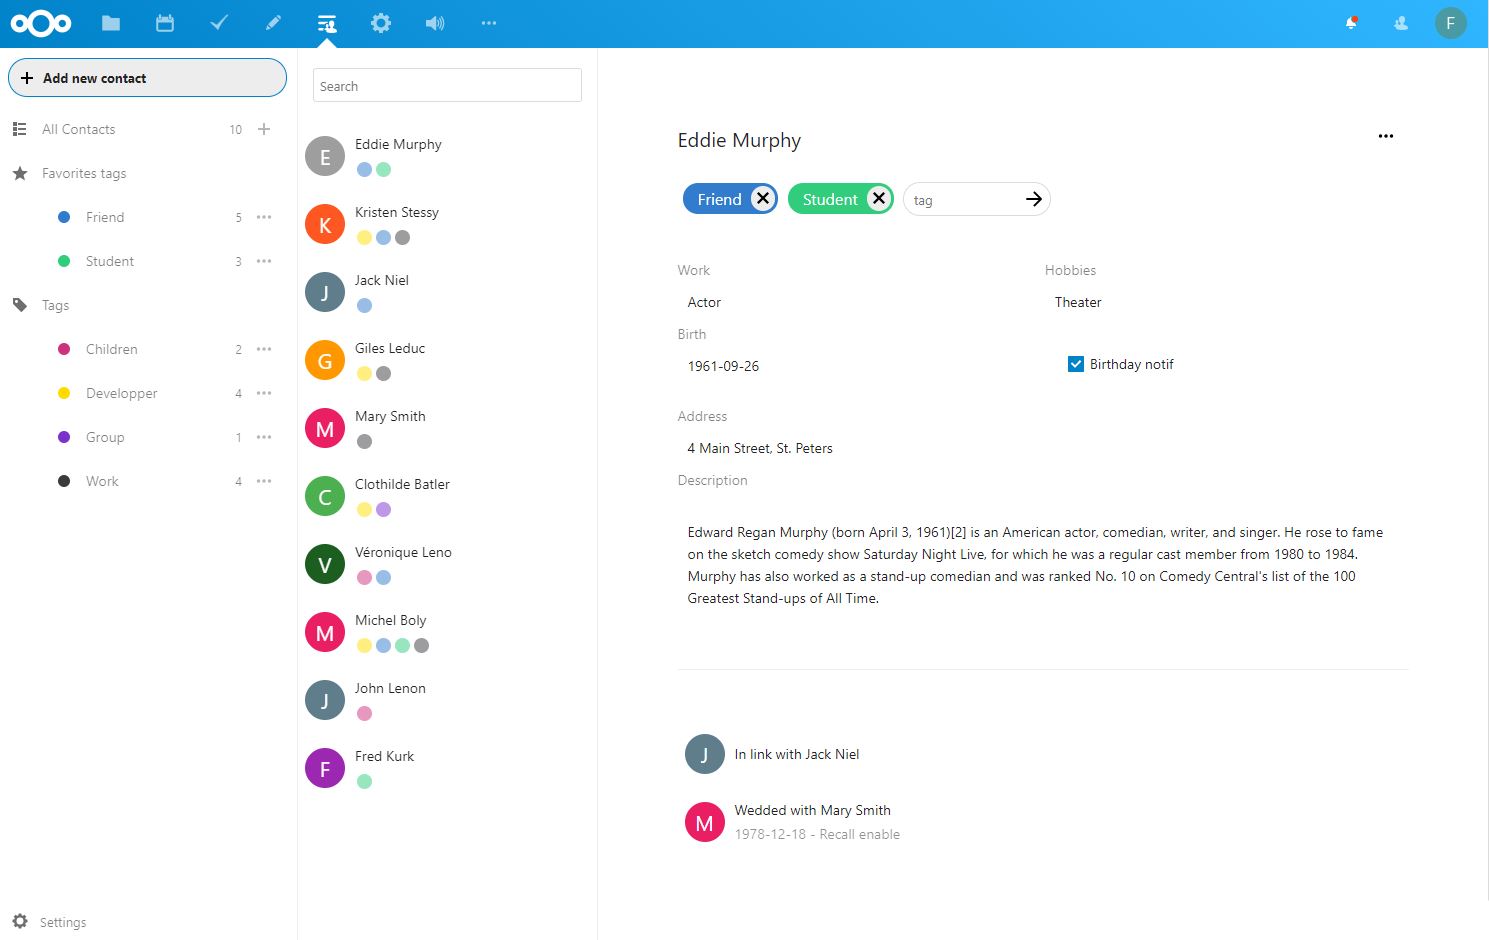 F
Add new contact
All Contacts 10
Favorites tags
Friend 5
Student 3
Tags
Children 2
Developper 4
Group 1
Work 4
Settings
Search
E Eddie Murphy
K Kristen Stessy
J Jack Niel
G Giles Leduc
M Mary Smith
C Clothilde Batler
V Véronique Leno
M Michel Boly
J John Lenon
F Fred Kurk
Eddie Murphy
Friend Student tag
Work Hobbies
Actor Theater
Birth
1961-09-26 Birthday notif
Address
4 Main Street, St. Peters
Description
Edward Regan Murphy (born April 3, 1961)[2] is an American actor, comedian, writer, and singer. He rose to fame
on the sketch comedy show Saturday Night Live, for which he was a regular cast member from 1980 to 1984.
Murphy has also worked as a stand-up comedian and was ranked No. 10 on Comedy Central's list of the 100
Greatest Stand-ups of All Time.
J In link with Jack Niel
M Wedded with Mary Smith
1978-12-18 - Recall enable